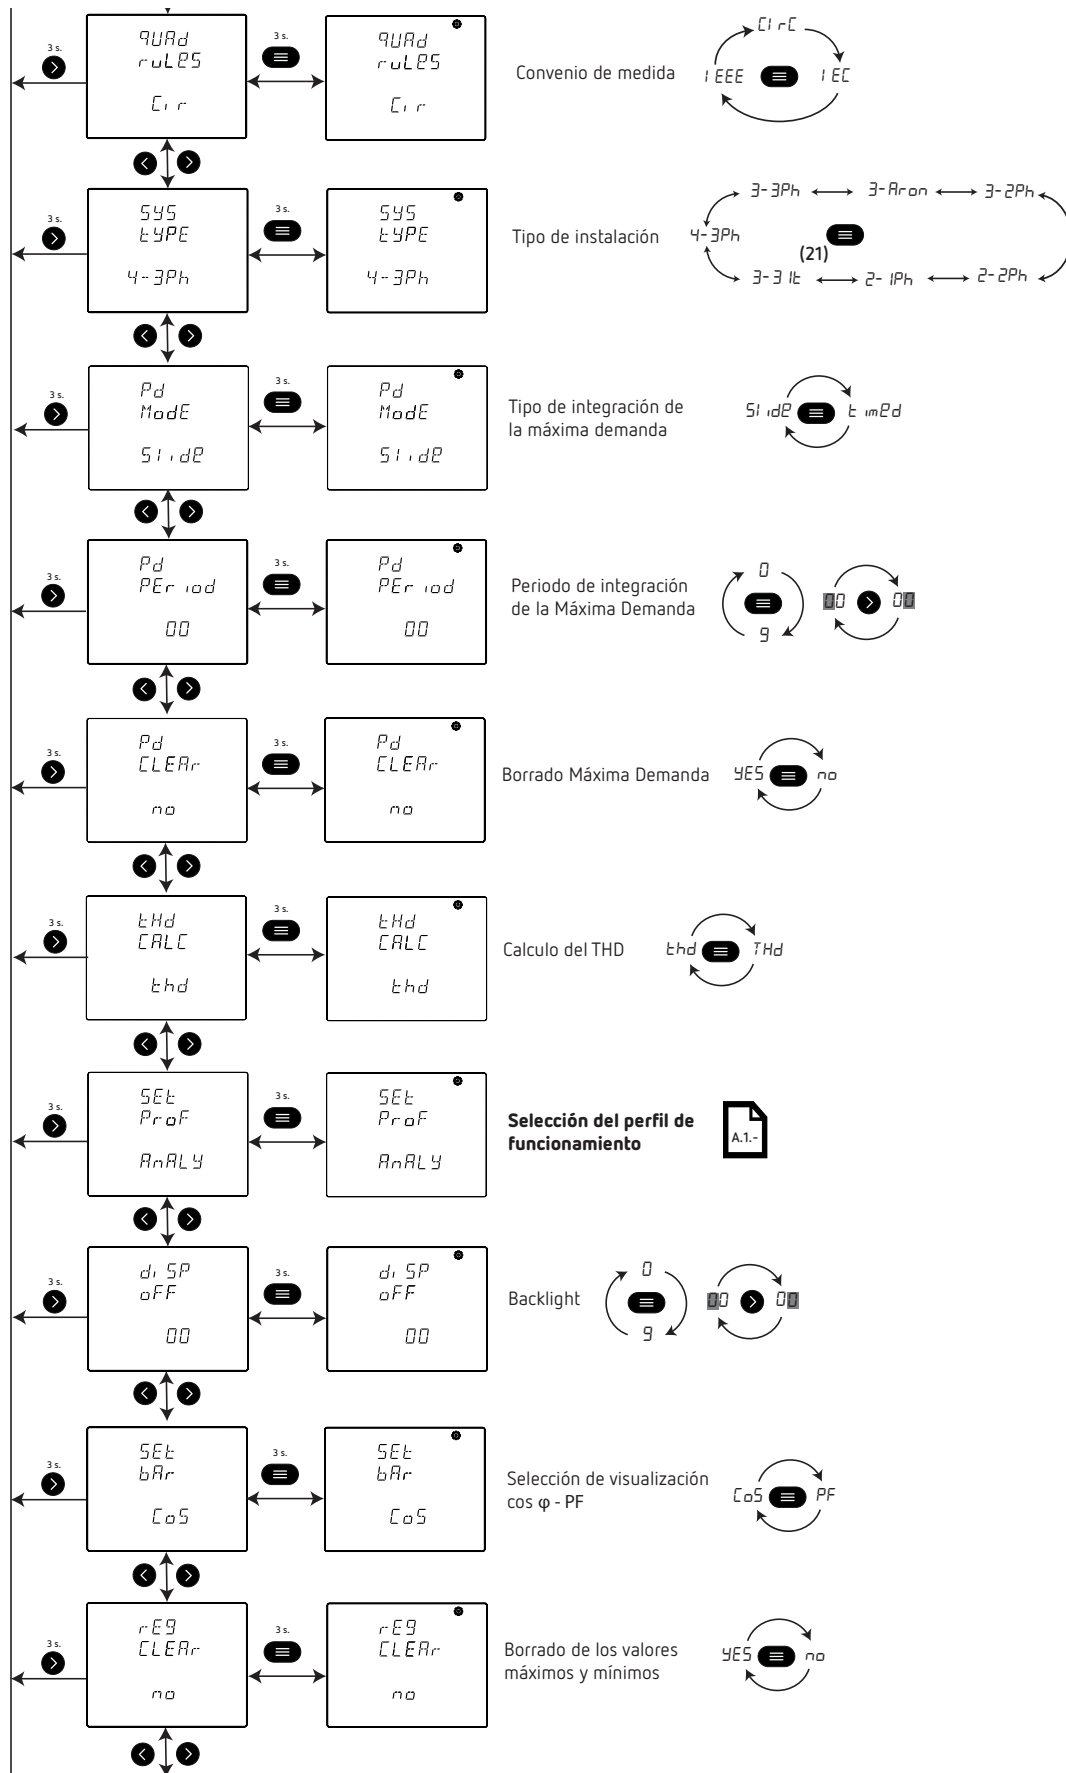 3 s.
qUAd
ruLES
Cir
3 s.
qUAd
ruLES
Cir
Convenio de medida
CIrC
IEEE
IEC
3 s.
SYS
tYPE
4-3Ph
3 s.
SYS
tYPE
4-3Ph
Tipo de instalación
3-3Ph
3-Aron
3-2Ph
4-3Ph
(21)
3-31t
2-1Ph
2-2Ph
3 s.
Pd
ModE
SlidE
3 s.
Pd
ModE
SlidE
Tipo de integración de
la máxima demanda
SlidE
timEd
3 s.
Pd
PEriod
00
3 s.
Pd
PEriod
00
Periodo de integración
de la Máxima Demanda
0
9
00
00
3 s.
Pd
CLEAr
no
3 s.
Pd
CLEAr
no
Borrado Máxima Demanda
YES
no
3 s.
tHd
CALC
thd
3 s.
tHd
CALC
thd
Calculo del THD
thd
THd
3 s.
SEt
ProF
AnALY
3 s.
SEt
ProF
AnALY
Selección del perfil de
funcionamiento
A.1.-
3 s.
diSP
oFF
00
3 s.
diSP
oFF
00
Backlight
0
9
00
00
3 s.
SEt
bAr
CoS
3 s.
SEt
bAr
CoS
Selección de visualización
cos φ - PF
CoS
PF
3 s.
rEg
CLEAr
no
3 s.
rEg
CLEAr
no
Borrado de los valores
máximos y mínimos
YES
no